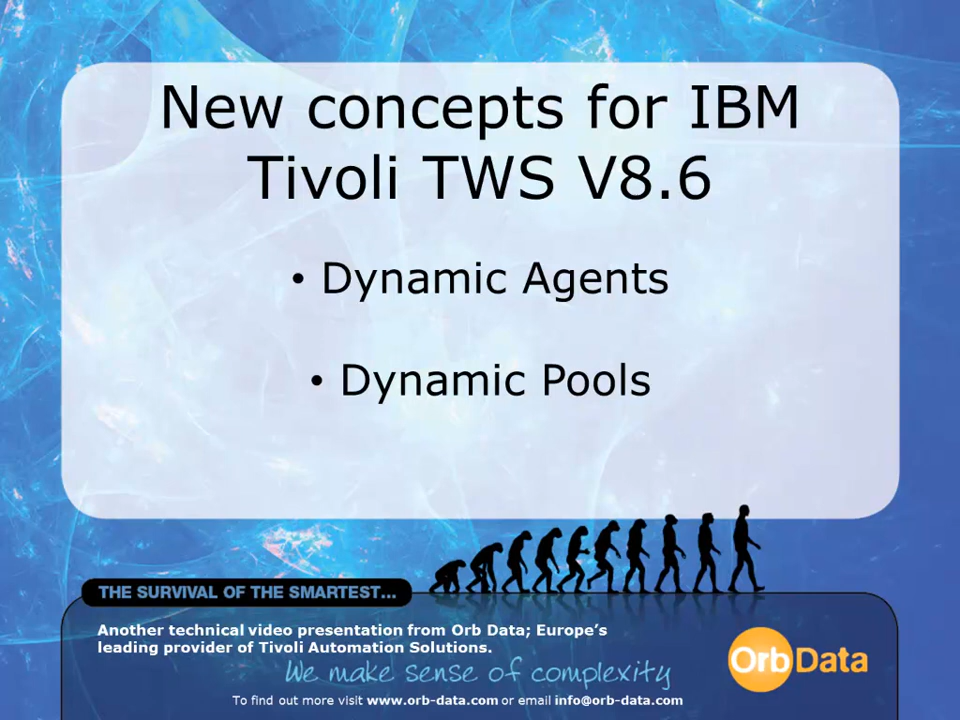 New concepts for IBM
Tivoli TWS V8.6
• Dynamic Agents
• Dynamic Pools
THE SURVIVAL OF THE SMARTEST...
Another technical video presentation from Orb Data; Europe's
leading provider of Tivoli Automation Solutions.
We make sense of complexity
OrbData
To find out more visit www.orb-data.com or email info@orb-data.com